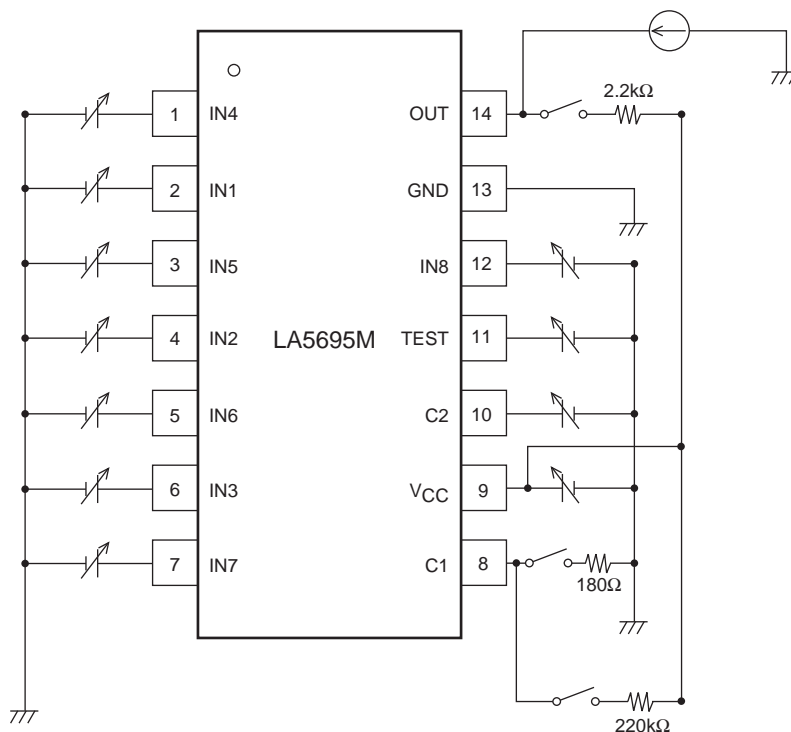 2.2kΩ
1 IN4 OUT 14
2 IN1 GND 13
3 IN5 IN8 12
4 IN2 LA5695M TEST 11
5 IN6 C2 10
6 IN3 VCC 9
7 IN7 C1 8
180Ω
220kΩ